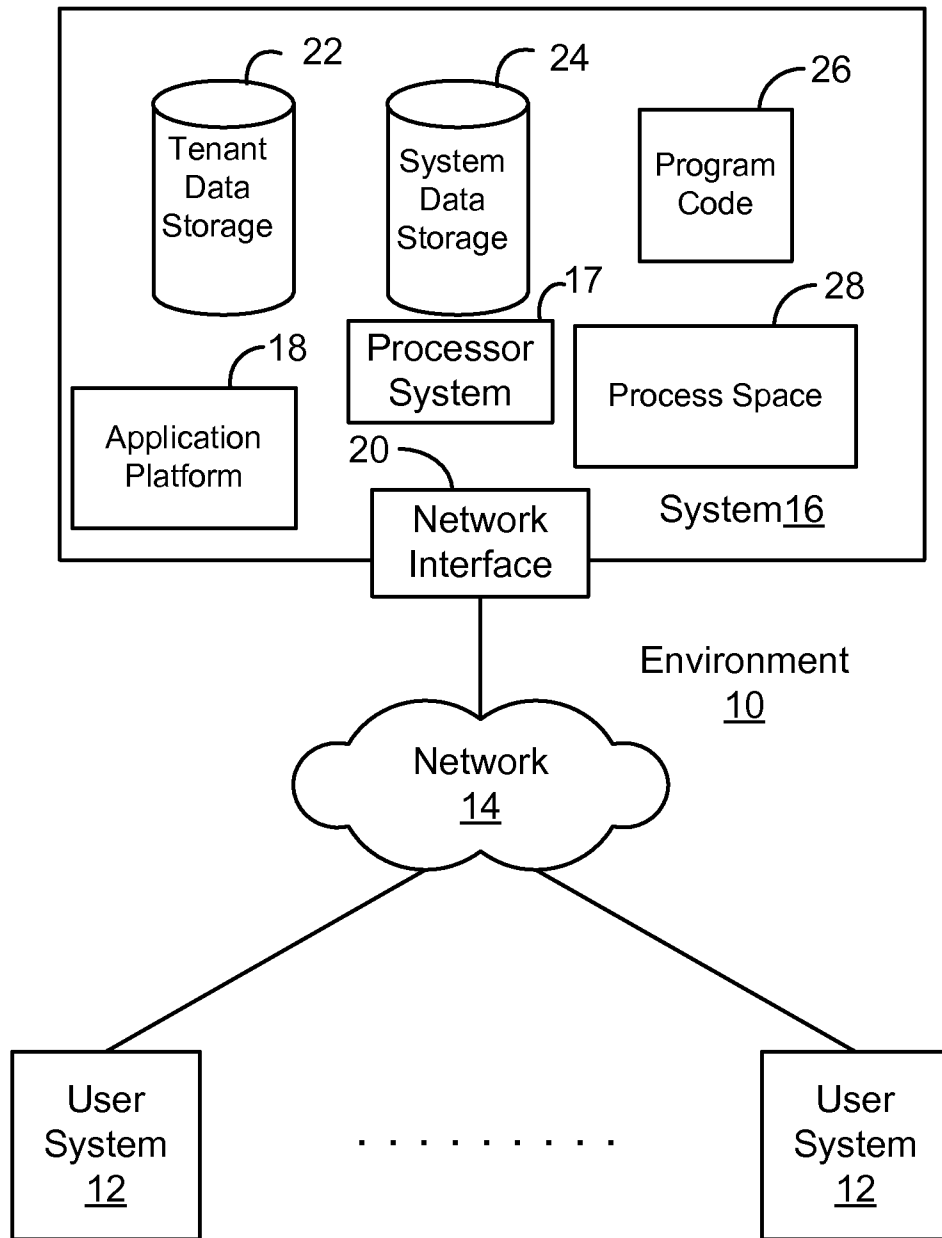 22
24
26
Tenant
Data
Storage
System
Data
Storage
Program
Code
17
28
18
Processor
System
Process Space
Application
Platform
20
System16
Network
Interface
Environment
10
Network
14
User
System
12
. . . . . . . . .
User
System
12